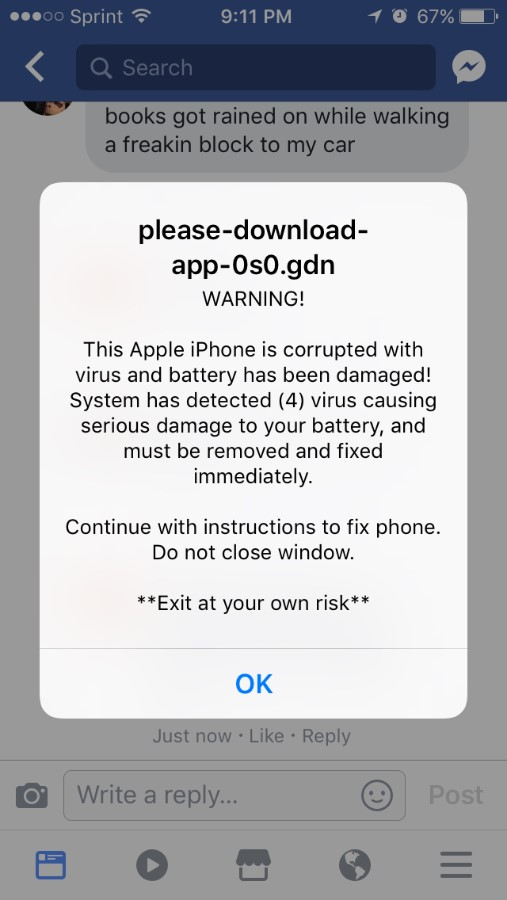 Sprint 9:11 PM 67%
Search
books got rained on while walking
a freakin block to my car
please-download-
app-0s0.gdn
WARNING!
This Apple iPhone is corrupted with
virus and battery has been damaged!
System has detected (4) virus causing
serious damage to your battery, and
must be removed and fixed
immediately.
Continue with instructions to fix phone.
Do not close window.
**Exit at your own risk**
OK
Just now · Like · Reply
Write a reply... Post